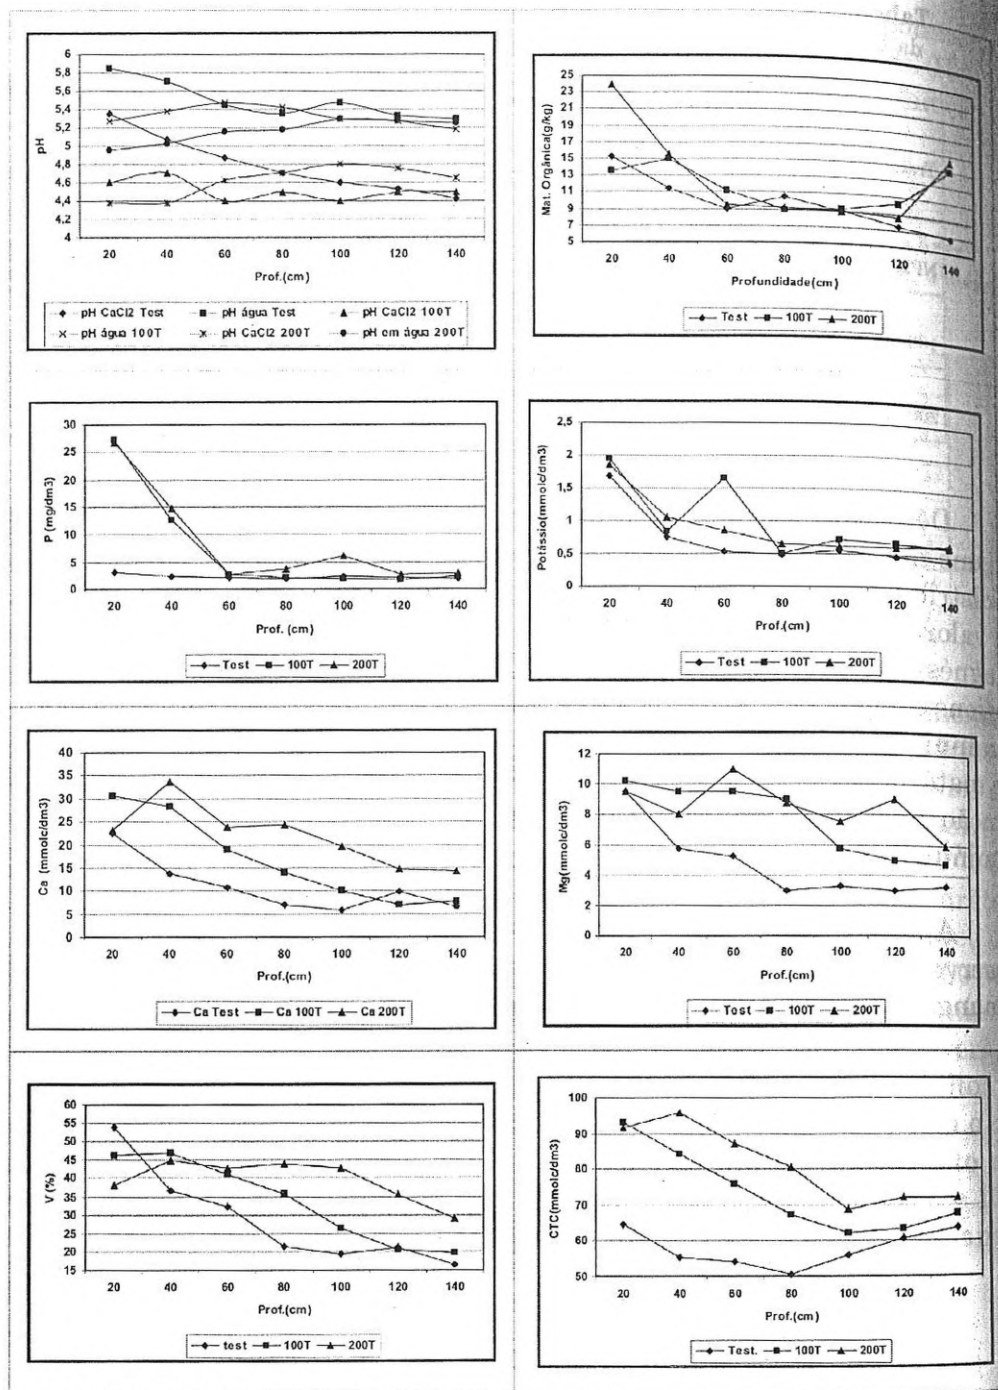 6
5,8
5,6
5,4
5,2
5
4,8
4,6
4,4
4,2
4
pH
20 40 60 80 100 120 140
Prof.(cm)
pH CaCl2 Test pH água Test pH CaCl2 100T
pH água 100T pH CaCl2 200T pH em água 200T
25
23
21
19
17
15
13
11
9
7
5
Mat. Orgânica(g/kg)
20 40 60 80 100 120 140
Profundidade(cm)
Test 100T 200T
30
25
20
15
10
5
0
P (mg/dm3)
20 40 60 80 100 120 140
Prof. (cm)
Test 100T 200T
2,5
2
1,5
1
0,5
0
Potássio(mmolc/dm3)
20 40 60 80 100 120 140
Prof.(cm)
Test 100T 200T
40
35
30
25
20
15
10
5
0
Ca (mmolc/dm3)
20 40 60 80 100 120 140
Prof.(cm)
Ca Test Ca 100T Ca 200T
12
10
8
6
4
2
0
Mg(mmolc/dm3)
20 40 60 80 100 120 140
Prof.(cm)
Test 100T 200T
60
55
50
45
40
35
30
25
20
15
V (%)
20 40 60 80 100 120 140
Prof.(cm)
test 100T 200T
100
90
80
70
60
50
CTC(mmolc/dm3)
20 40 60 80 100 120 140
Prof.(cm)
Test. 100T 200T